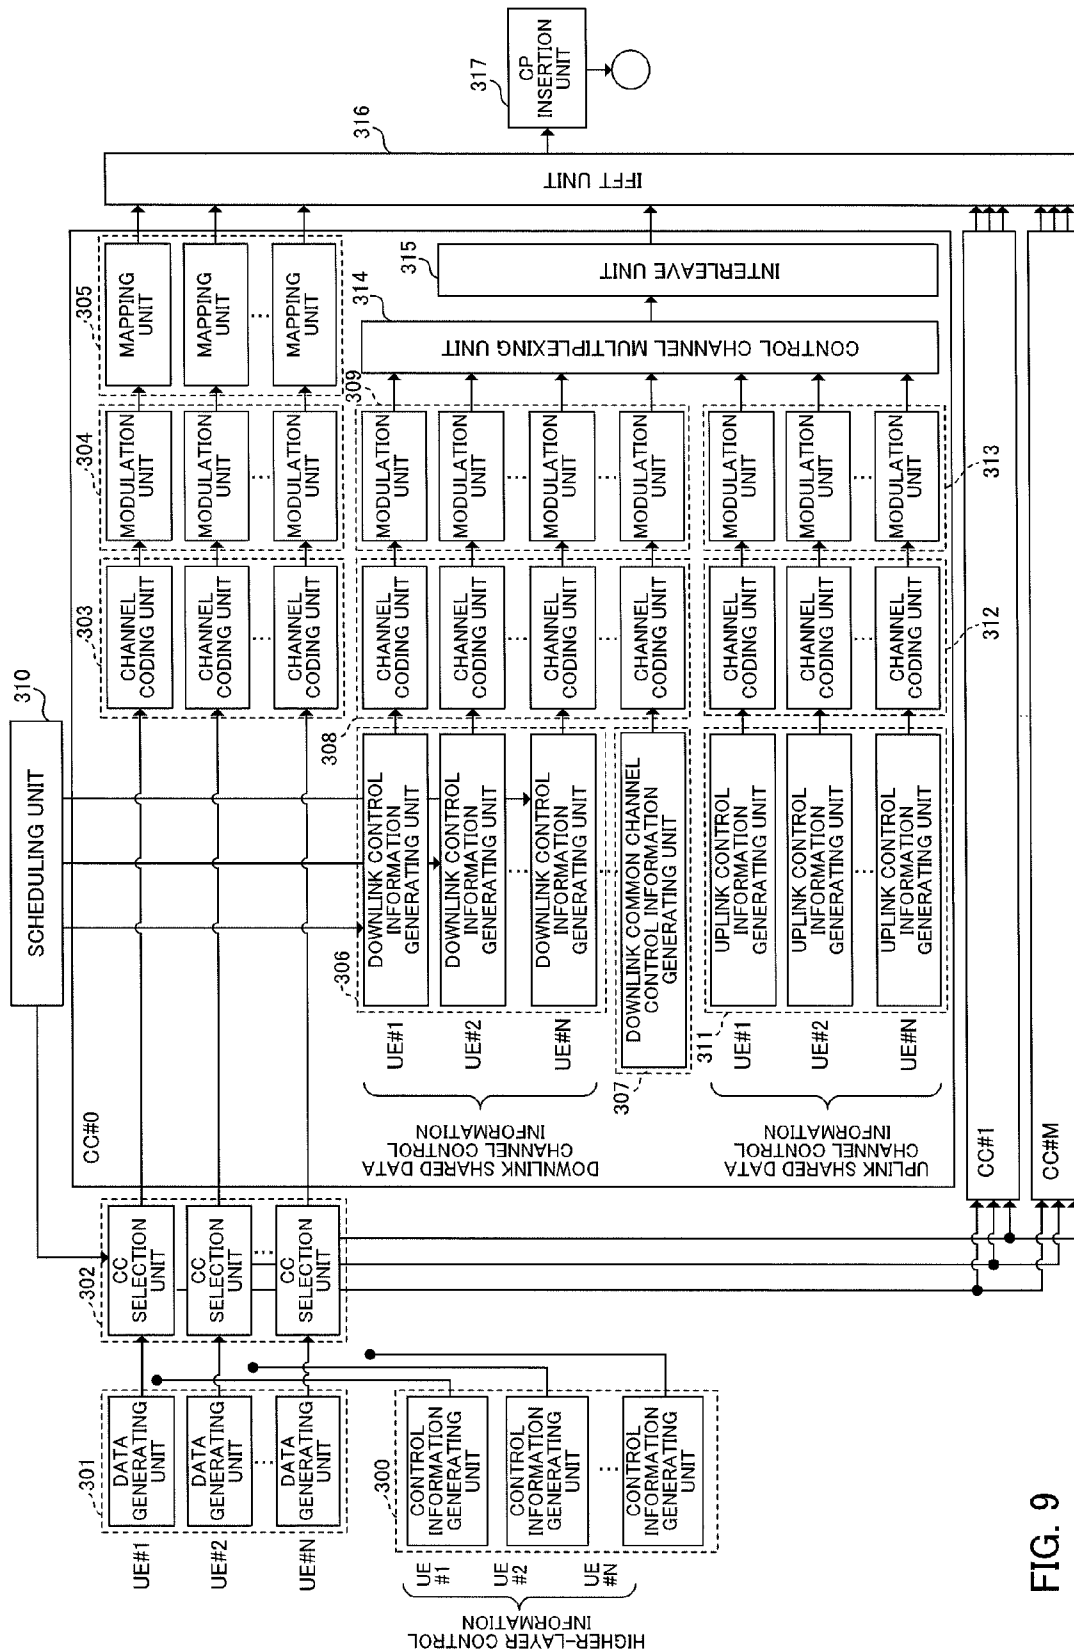 FIG. 9
310
SCHEDULING UNIT
301
UE#1
DATA
GENERATING
UNIT
UE#2
DATA
GENERATING
UNIT
UE#N
DATA
GENERATING
UNIT
HIGHER-LAYER CONTROL
INFORMATION
300
UE
#1
CONTROL
INFORMATION
GENERATING
UNIT
UE
#2
CONTROL
INFORMATION
GENERATING
UNIT
UE
#N
CONTROL
INFORMATION
GENERATING
UNIT
302
CC
SELECTION
UNIT
CC
SELECTION
UNIT
CC
SELECTION
UNIT
CC#0
303
CHANNEL
CODING UNIT
CHANNEL
CODING UNIT
CHANNEL
CODING UNIT
304
MODULATION
UNIT
MODULATION
UNIT
MODULATION
UNIT
305
MAPPING
UNIT
MAPPING
UNIT
MAPPING
UNIT
DOWNLINK SHARED DATA
CHANNEL CONTROL
INFORMATION
306
UE#1
DOWNLINK CONTROL
INFORMATION
GENERATING UNIT
UE#2
DOWNLINK CONTROL
INFORMATION
GENERATING UNIT
UE#N
DOWNLINK CONTROL
INFORMATION
GENERATING UNIT
307
DOWNLINK COMMON CHANNEL
CONTROL INFORMATION
GENERATING UNIT
308
CHANNEL
CODING UNIT
CHANNEL
CODING UNIT
CHANNEL
CODING UNIT
CHANNEL
CODING UNIT
309
MODULATION
UNIT
MODULATION
UNIT
MODULATION
UNIT
MODULATION
UNIT
UPLINK SHARED DATA
CHANNEL CONTROL
INFORMATION
311
UE#1
UPLINK CONTROL
INFORMATION
GENERATING UNIT
UE#2
UPLINK CONTROL
INFORMATION
GENERATING UNIT
UE#N
UPLINK CONTROL
INFORMATION
GENERATING UNIT
312
CHANNEL
CODING UNIT
CHANNEL
CODING UNIT
CHANNEL
CODING UNIT
313
MODULATION
UNIT
MODULATION
UNIT
MODULATION
UNIT
314
CONTROL CHANNEL MULTIPLEXING UNIT
315
INTERLEAVE UNIT
CC#1
CC#M
316
IFFT UNIT
317
CP
INSERTION
UNIT